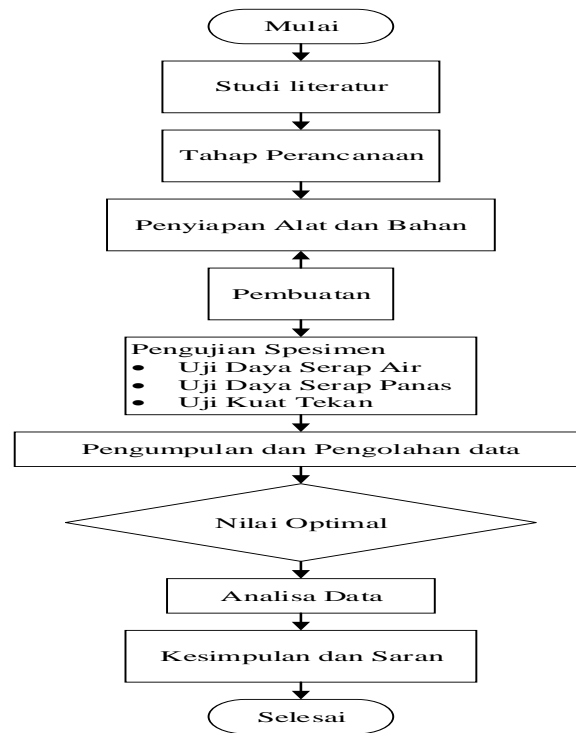 Mulai
Studi literatur
Tahap Perancanaan
Penyiapan Alat dan Bahan
Pembuatan
Pengujian Spesimen
• Uji Daya Serap Air
• Uji Daya Serap Panas
• Uji Kuat Tekan
Pengumpulan dan Pengolahan data
Nilai Optimal
Analisa Data
Kesimpulan dan Saran
Selesai